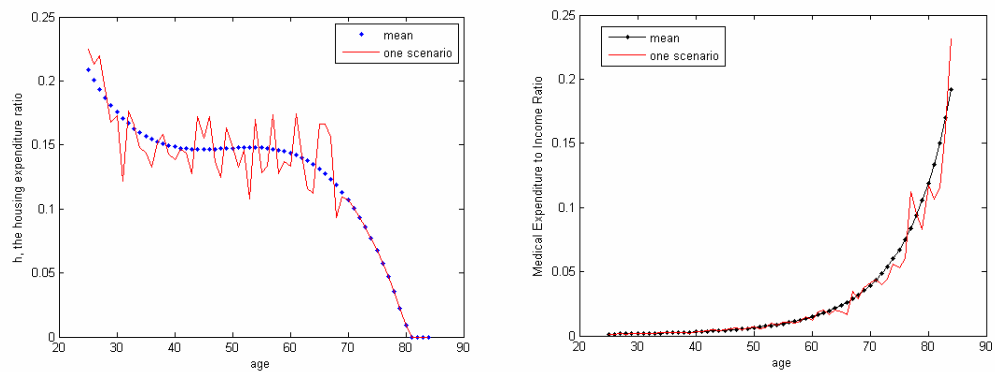 0.25
0.2
0.15
0.1
0.05
0
20 30 40 50 60 70 80 90
age
h, the housing expenditure ratio
mean
one scenario
0.25
0.2
0.15
0.1
0.05
0
20 30 40 50 60 70 80 90
age
Medical Expenditure to Income Ratio
mean
one scenario